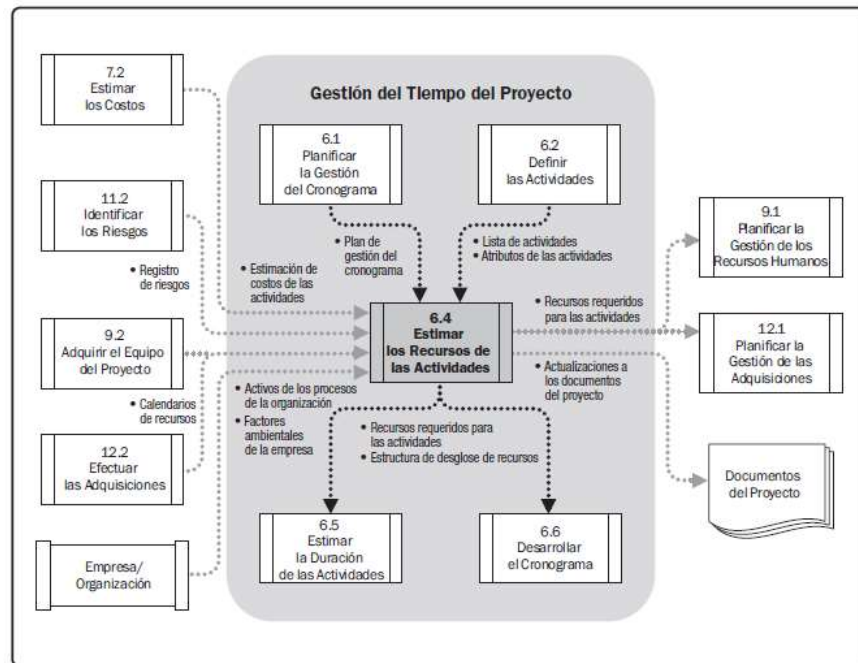 Gestión del Tiempo del Proyecto
7.2
Estimar
los Costos
11.2
Identificar
los Riesgos
• Registro
de riesgos
9.2
Adquirir el Equipo
del Proyecto
• Calendarios
de recursos
12.2
Efectuar
las Adquisiciones
Empresa/
Organización
6.1
Planificar
la Gestión
del Cronograma
6.2
Definir
las Actividades
• Plan de
gestión del
cronograma
• Lista de actividades
• Atributos de las actividades
• Estimación de
costos de las
actividades
6.4
Estimar
los Recursos de
las Actividades
• Activos de los procesos
de la organización
• Factores
ambientales
de la empresa
• Recursos requeridos para
las actividades
• Estructura de desglose de recursos
6.5
Estimar
la Duración
de las Actividades
6.6
Desarrollar
el Cronograma
• Recursos requeridos
para las actividades
• Actualizaciones a
los documentos
del proyecto
9.1
Planificar la
Gestión de los
Recursos Humanos
12.1
Planificar la
Gestión de las
Adquisiciones
Documentos
del Proyecto